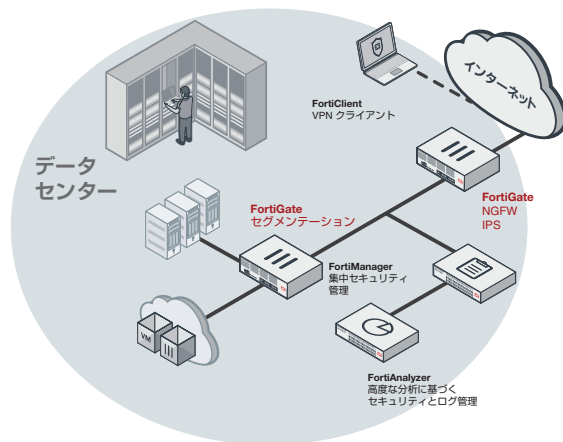 インターネット
FortiClient
VPN クライアント
データ
センター
FortiGate
NGFW
IPS
FortiGate
セグメンテーション
FortiManager
集中セキュリティ
管理
VM
FortiAnalyzer
高度な分析に基づく
セキュリティとログ管理